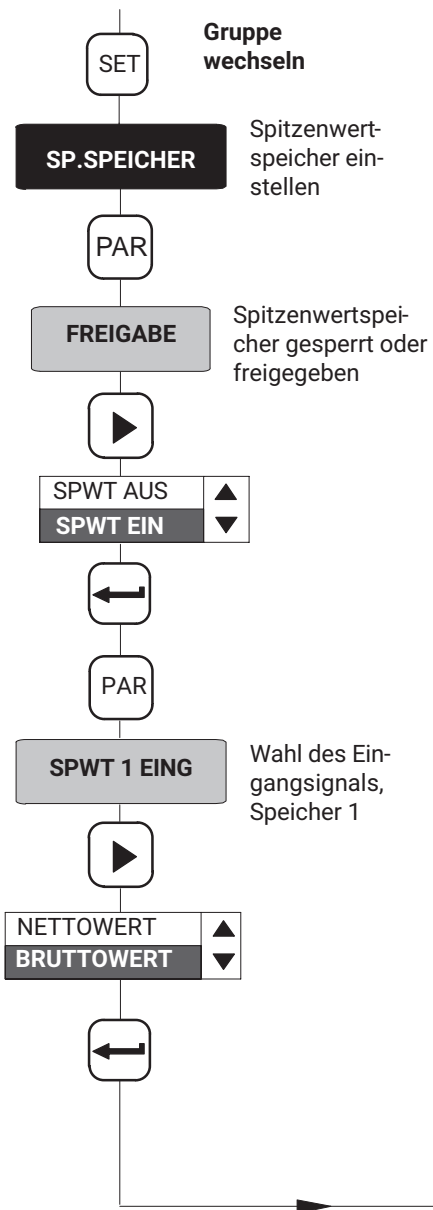 SET
Gruppe
wechseln
SP.SPEICHER
Spitzenwert-
speicher ein-
stellen
PAR
FREIGABE
Spitzenwertspei-
cher gesperrt oder
freigegeben
SPWT AUS
SPWT EIN
PAR
SPWT 1 EING
Wahl des Ein-
gangsignals,
Speicher 1
NETTOWERT
BRUTTOWERT